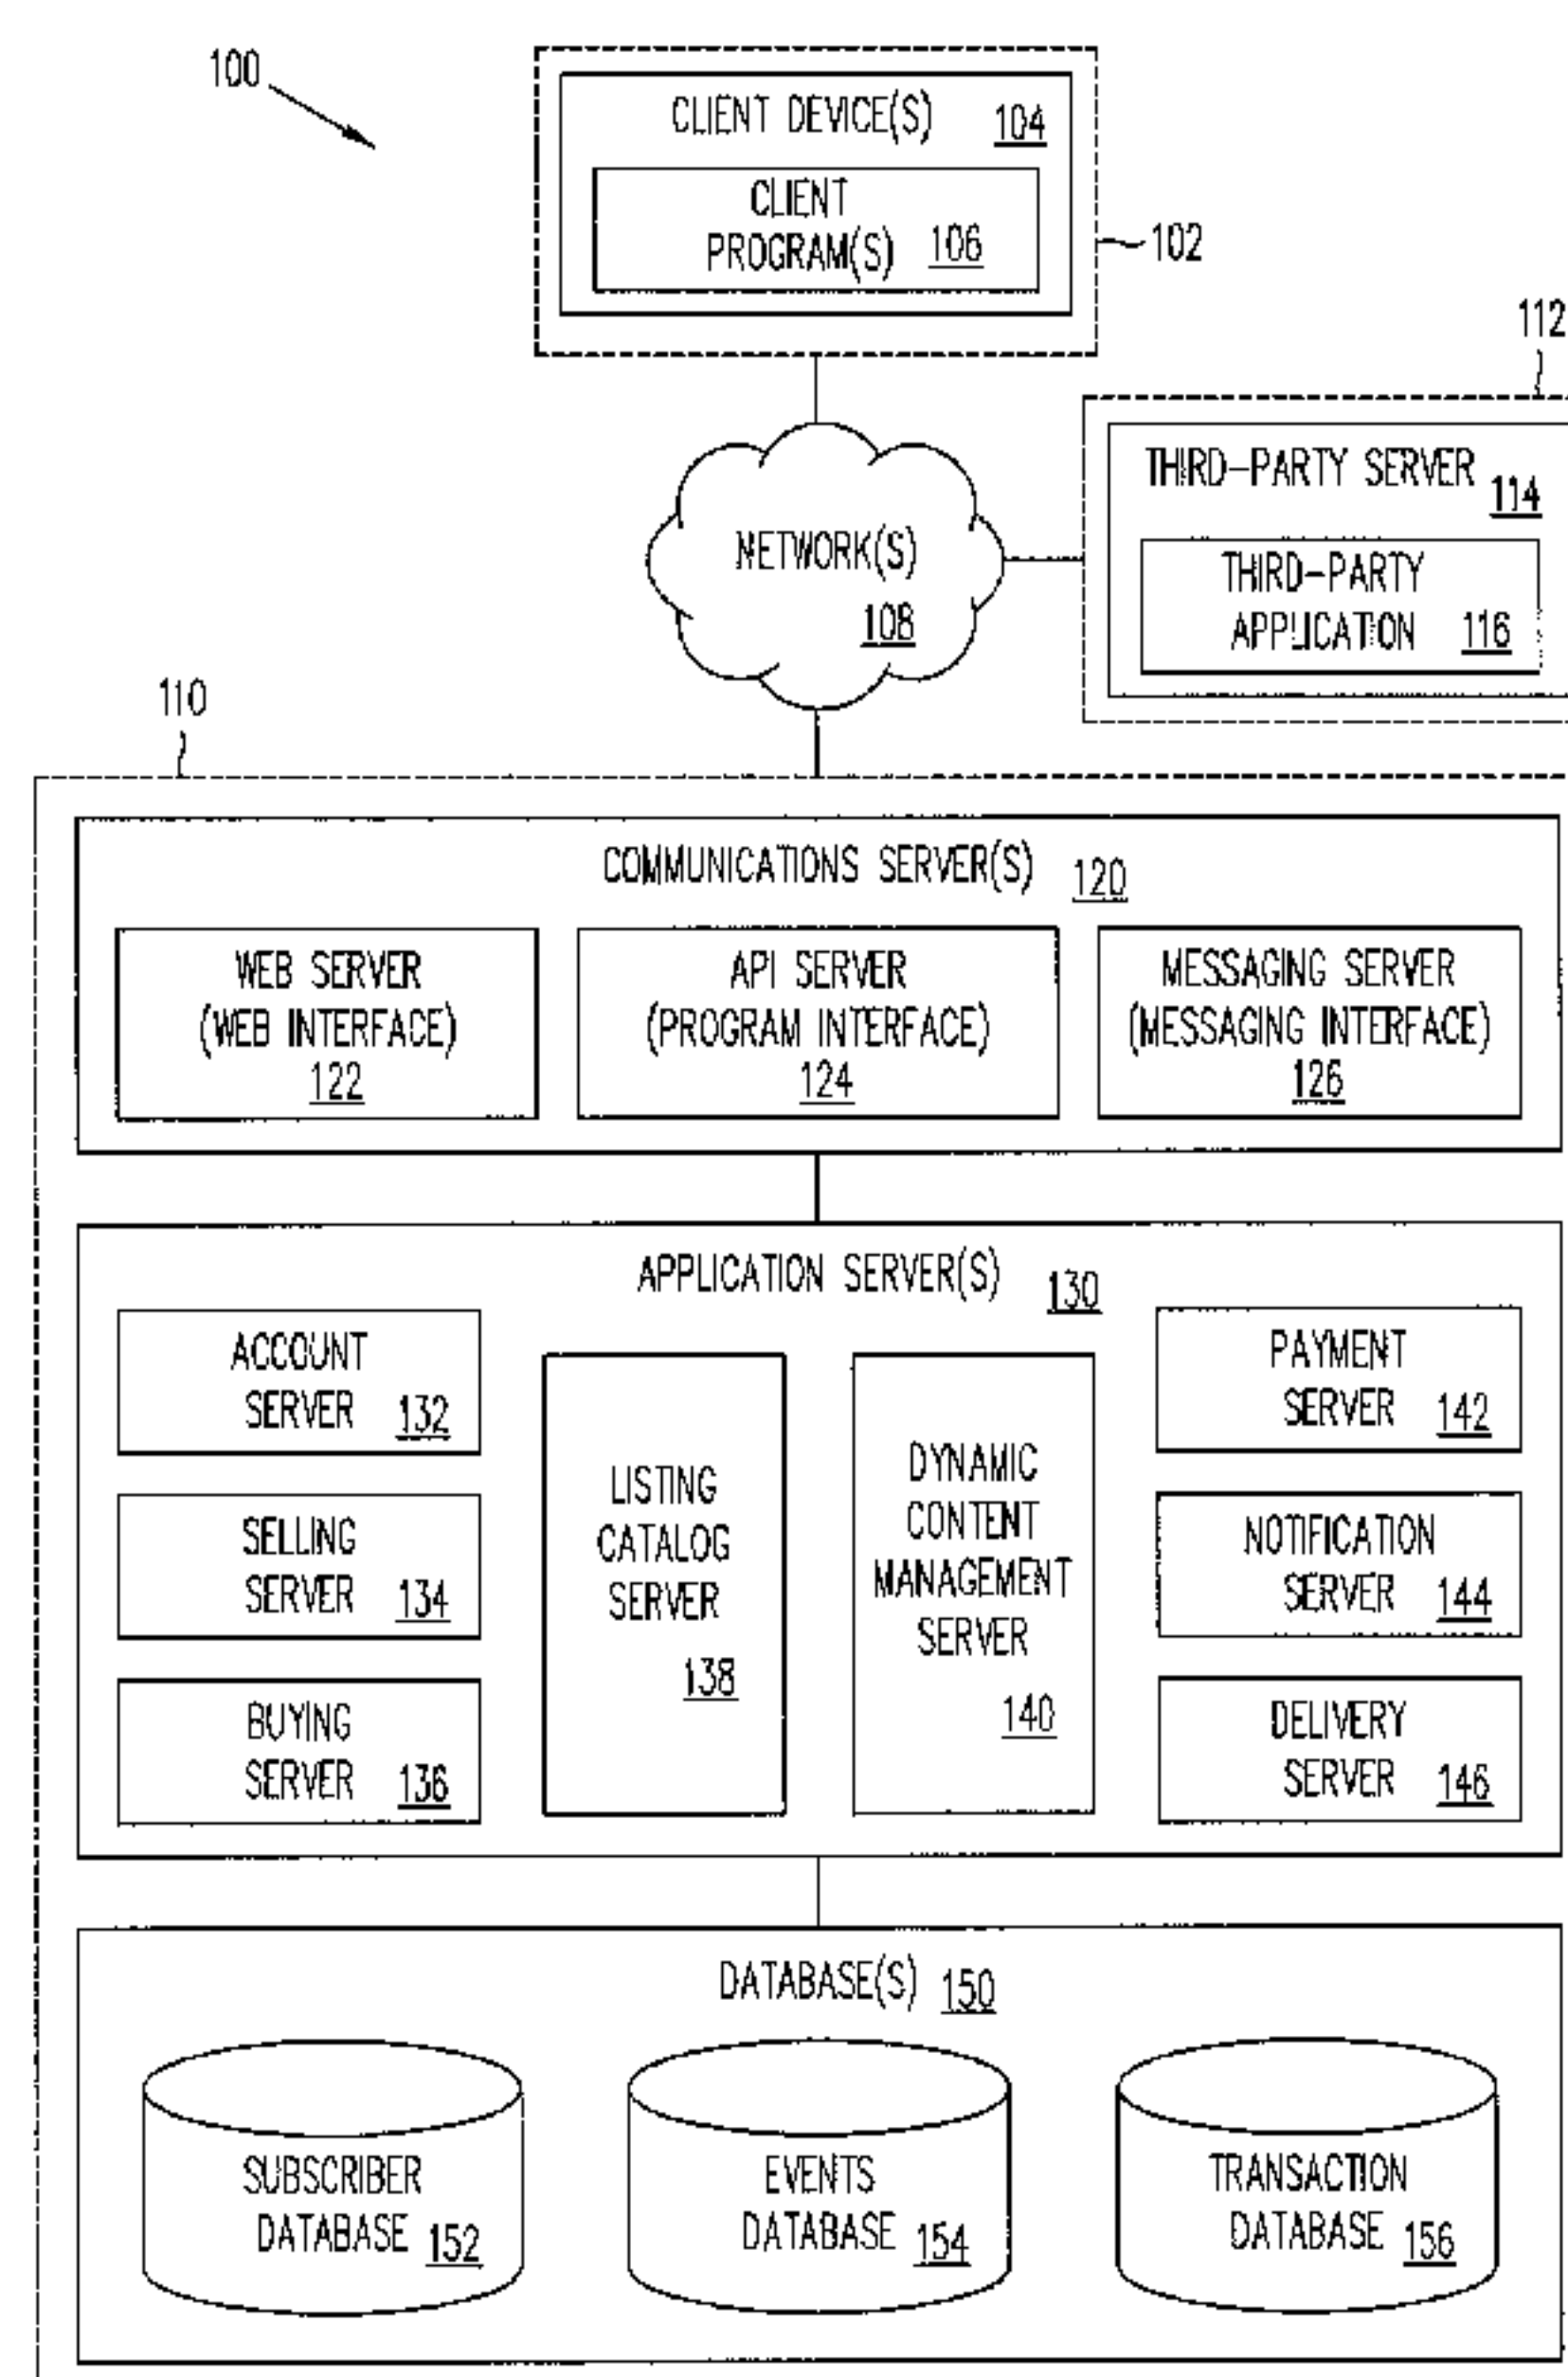 100
CLIENT DEVICE(S) 104
CLIENT
PROGRAM(S) 106
102
112
THIRD-PARTY SERVER 114
THIRD-PARTY
APPLICATION 116
NETWORK(S)
108
110
COMMUNICATIONS SERVER(S) 120
WEB SERVER
(WEB INTERFACE)
122
API SERVER
(PROGRAM INTERFACE)
124
MESSAGING SERVER
(MESSAGING INTERFACE)
126
APPLICATION SERVER(S) 130
ACCOUNT
SERVER 132
SELLING
SERVER 134
BUYING
SERVER 136
LISTING
CATALOG
SERVER
138
DYNAMIC
CONTENT
MANAGEMENT
SERVER
140
PAYMENT
SERVER 142
NOTIFICATION
SERVER 144
DELIVERY
SERVER 146
DATABASE(S) 150
SUBSCRIBER
DATABASE 152
EVENTS
DATABASE 154
TRANSACTION
DATABASE 156